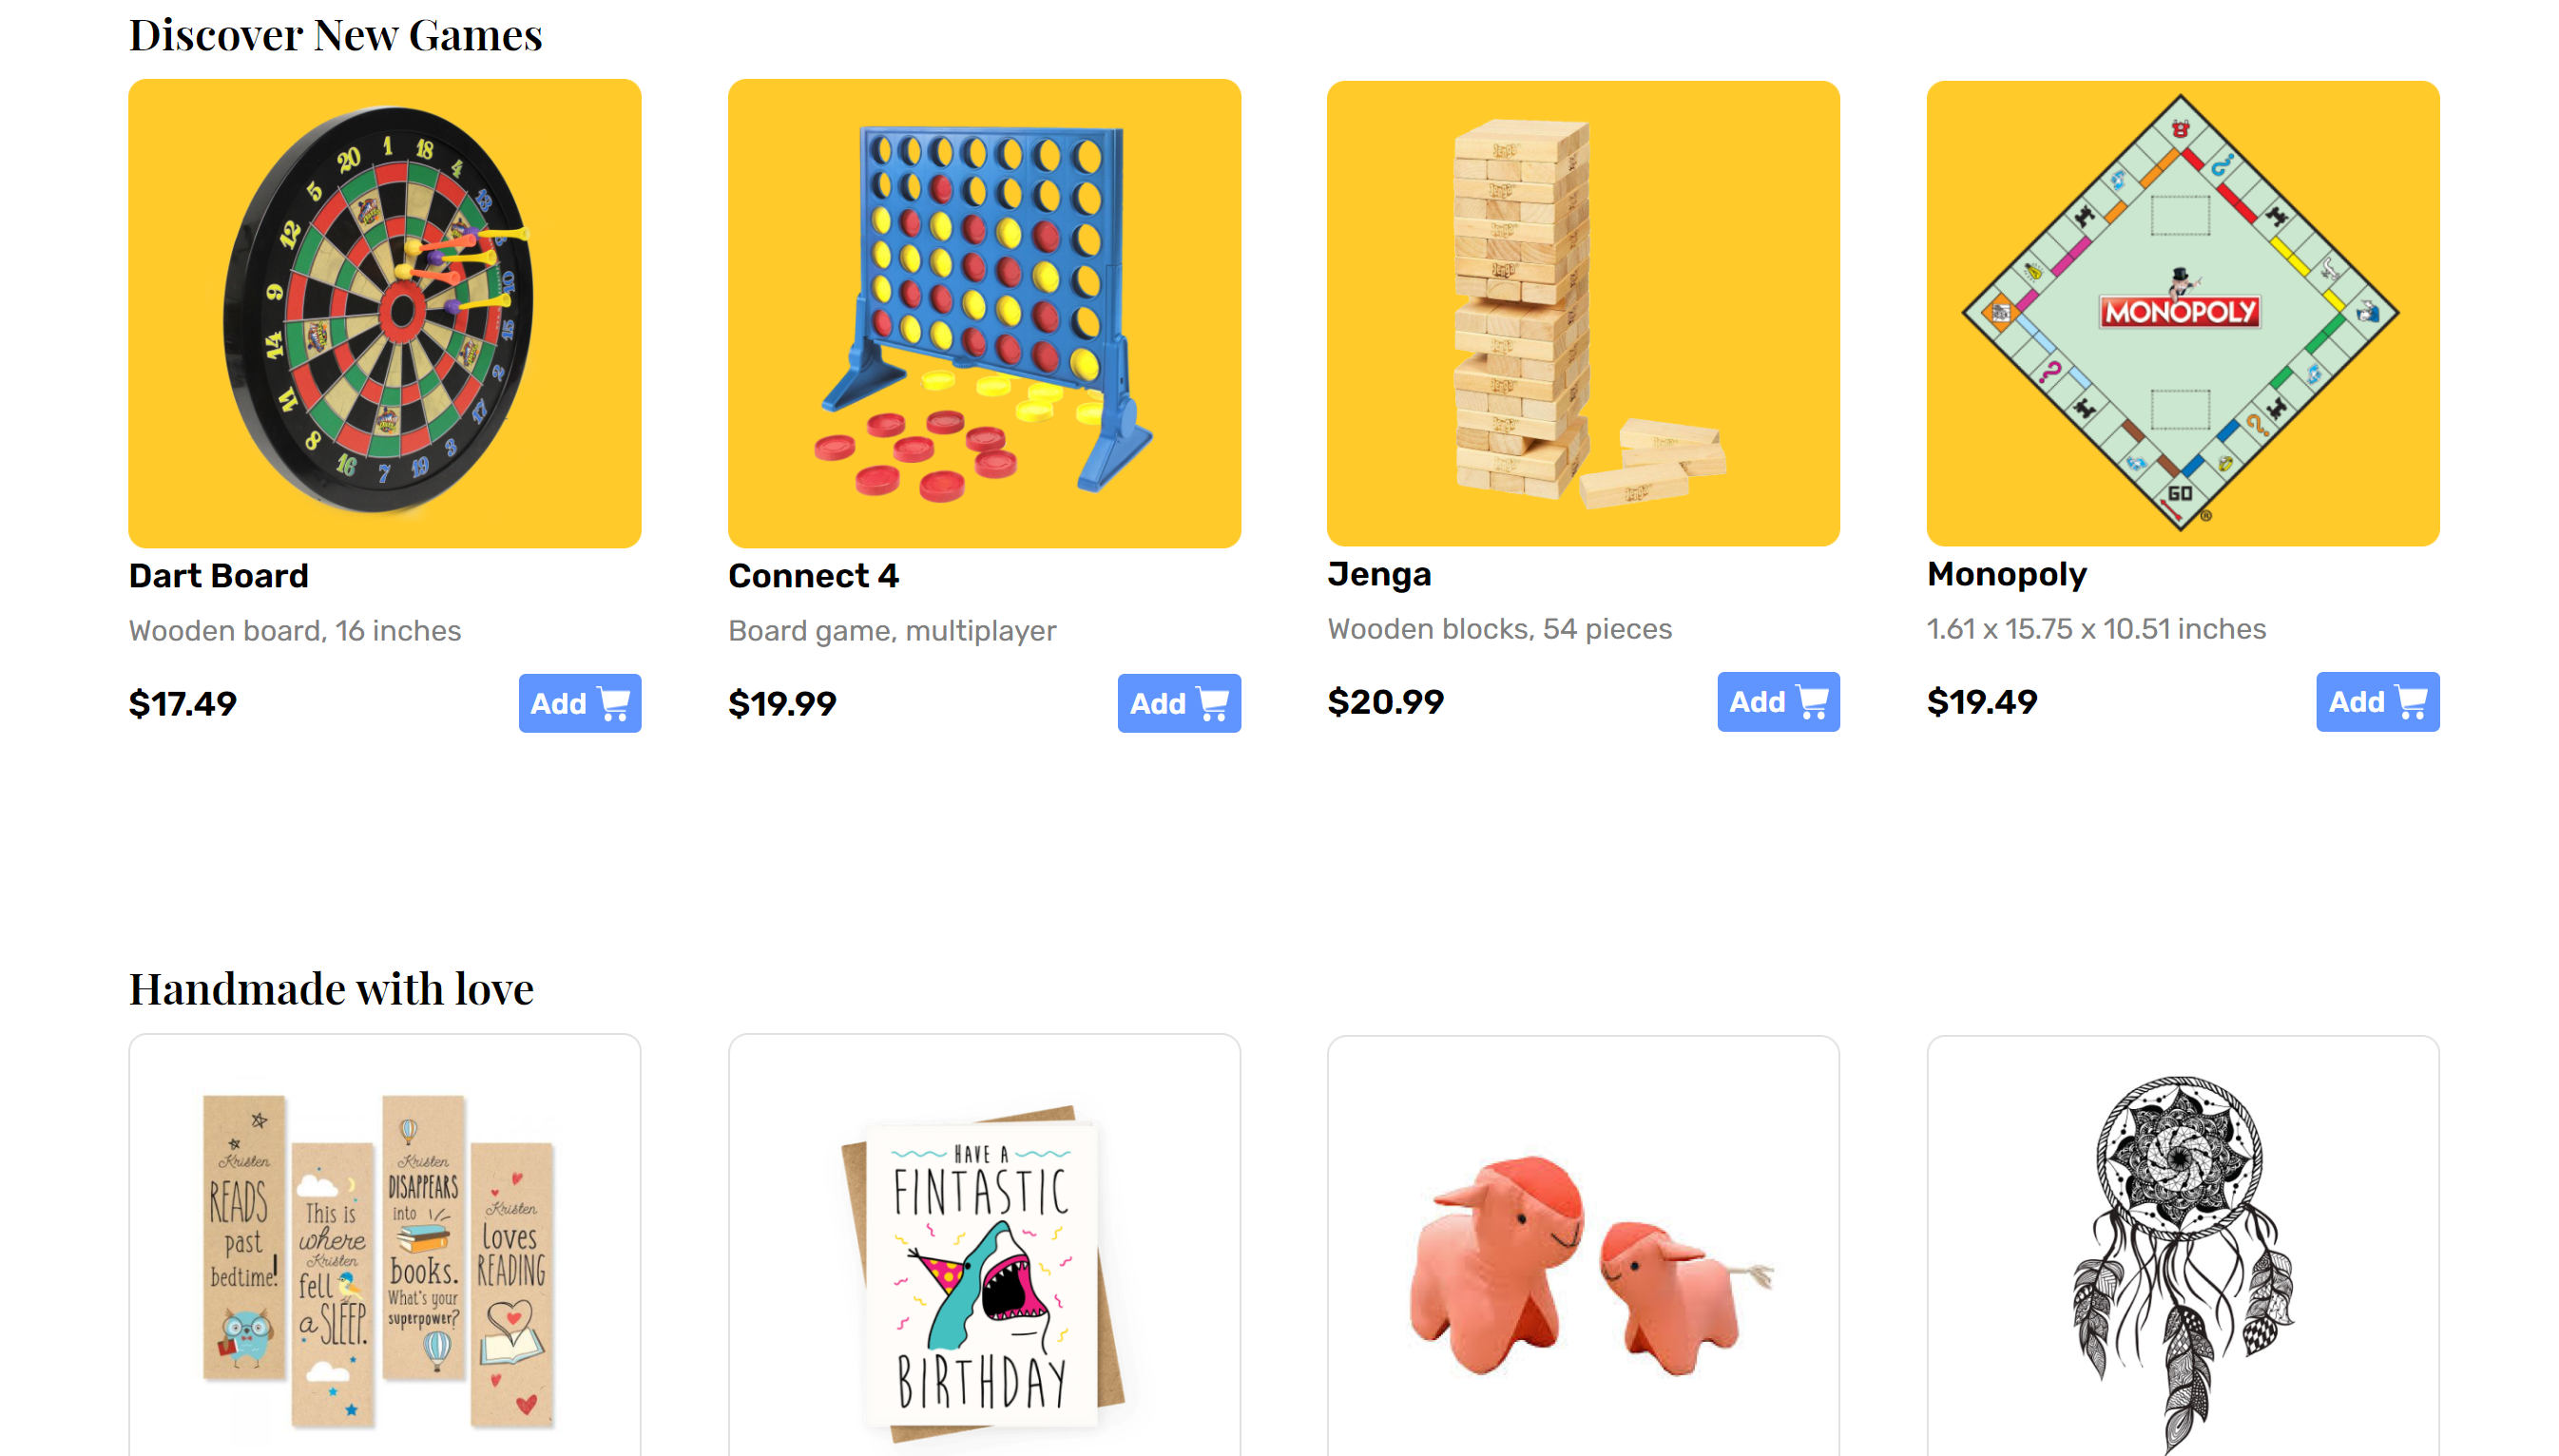 Discover New Games
20 1 18 4 13 10 15 2 17 3 19 7 16 8 11 14 9 12 5
Jenga
MONOPOLY
GO
Dart Board
Wooden board, 16 inches
$17.49
Add
Connect 4
Board game, multiplayer
$19.99
Add
Jenga
Wooden blocks, 54 pieces
$20.99
Add
Monopoly
1.61 x 15.75 x 10.51 inches
$19.49
Add
Handmade with love
Kristen
READS
past
bedtime!
This is
where
Kristen
fell
a SLEEP.
Kristen
DISAPPEARS
into
books.
What's your
superpower?
Kristen
loves
READING
HAVE A
FINTASTIC
BIRTHDAY